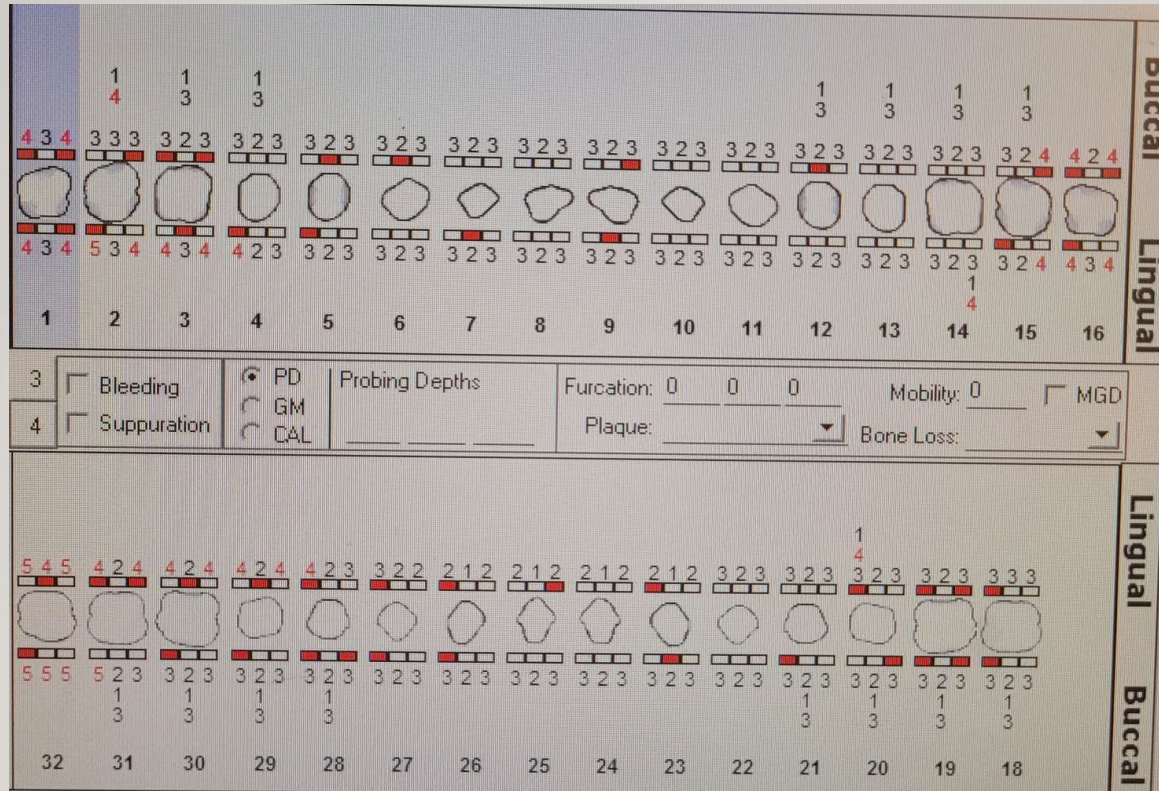 Buccal
1 1 1 1 1 1 1
4 3 3 3 3 3 3
4 3 4 3 3 3 3 2 3 3 2 3 3 2 3 3 2 3 3 2 3 3 2 3 3 2 3 3 2 3 3 2 3 3 2 3 3 2 3 3 2 3 3 2 4 4 2 4
Lingual
4 3 4 5 3 4 4 3 4 4 2 3 3 2 3 3 2 3 3 2 3 3 2 3 3 2 3 3 2 3 3 2 3 3 2 3 3 2 3 3 2 3 3 2 4 4 3 4
1
4
1 2 3 4 5 6 7 8 9 10 11 12 13 14 15 16
3 Bleeding PD Probing Depths Furcation: 0 0 0 Mobility: 0 MGD
GM
4 Suppuration CAL Plaque: Bone Loss:
Lingual
1
4
5 4 5 4 2 4 4 2 4 4 2 4 4 2 3 3 2 2 2 1 2 2 1 2 2 1 2 2 1 2 3 2 3 3 2 3 3 2 3 3 2 3 3 3 3
Buccal
5 5 5 5 2 3 3 2 3 3 2 3 3 2 3 3 2 3 3 2 3 3 2 3 3 2 3 3 2 3 3 2 3 3 2 3 3 2 3 3 2 3 3 2 3
1 1 1 1 1 1 1 1
3 3 3 3 3 3 3 3
32 31 30 29 28 27 26 25 24 23 22 21 20 19 18